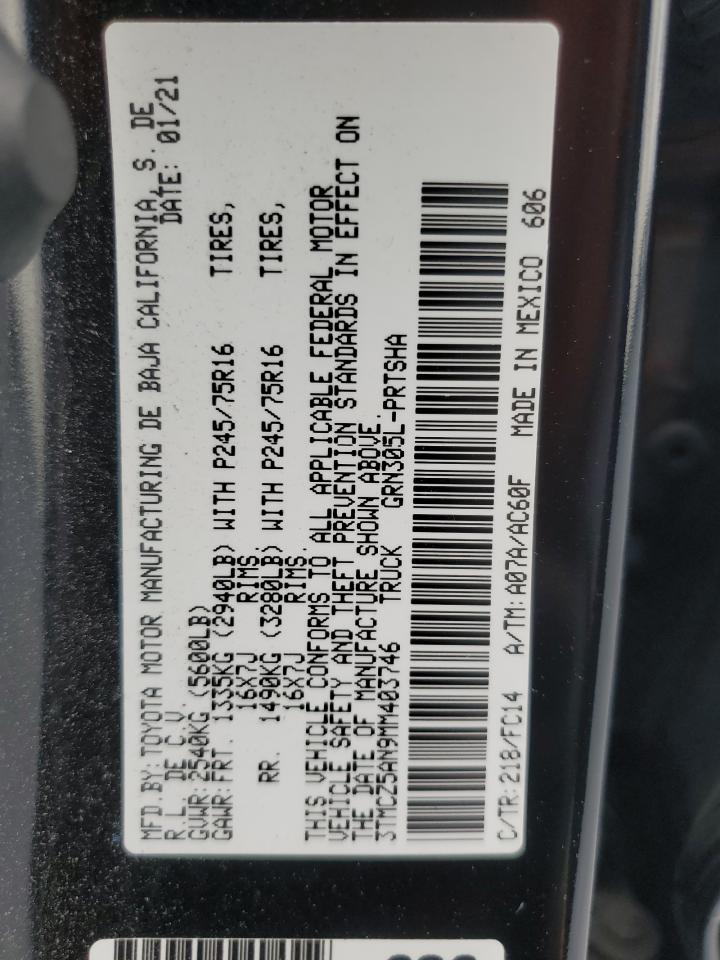 MFD.BY: TOYOTA MOTOR MANUFACTURING DE BAJA CALIFORNIA, S. DE
R.L. DE C.V. DATE: 01/21
GVWR: 2540KG (5600LB)
GAWR: FRT. 1335KG (2940LB) WITH P245/75R16 TIRES,
16X7J RIMS
RR. 1490KG (3280LB) WITH P245/75R16 TIRES,
16X7J RIMS.
THIS VEHICLE CONFORMS TO ALL APPLICABLE FEDERAL MOTOR
VEHICLE SAFETY AND THEFT PREVENTION STANDARDS IN EFFECT ON
THE DATE OF MANUFACTURE SHOWN ABOVE.
3TMCZ5AN9MM403746 TRUCK GRN305L-PRTSHA
C/TR: 218/FC14 A/TM: A07A/AC60F MADE IN MEXICO 606